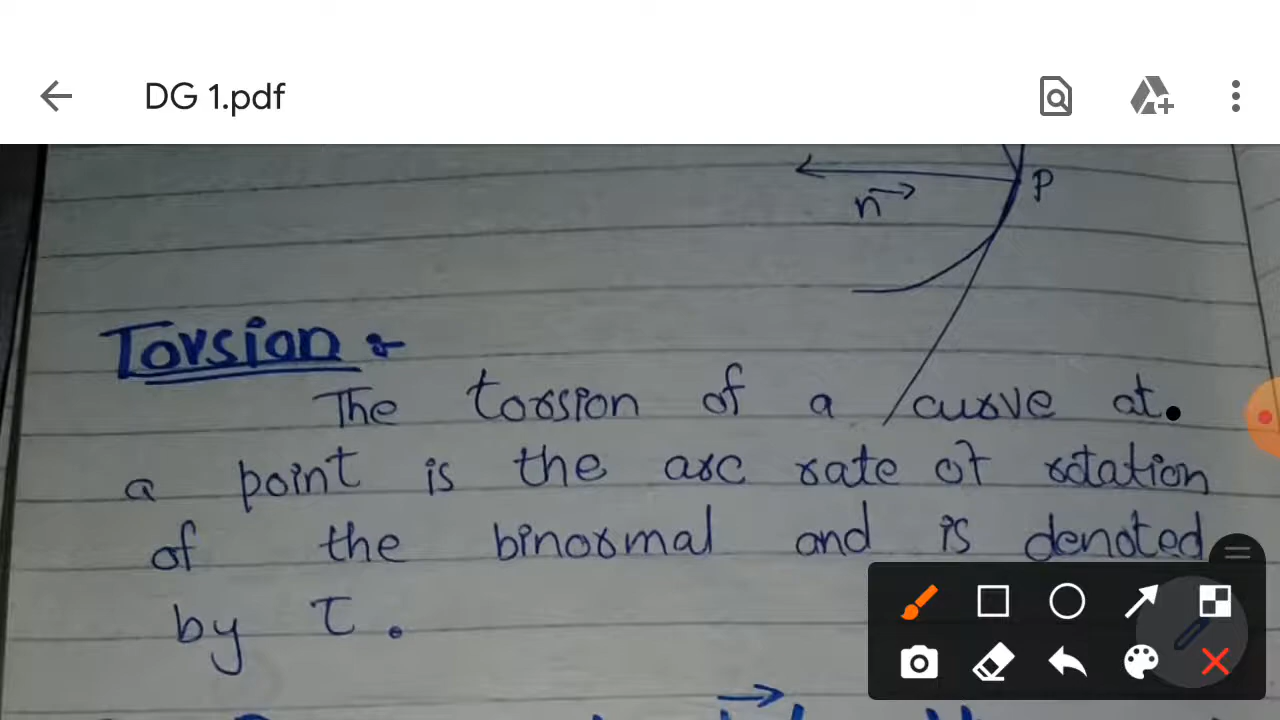 DG 1.pdf
n
P
Torsion :-
The torsion of a curve at
a point is the arc rate of rotation
of the binormal and is denoted
by τ.